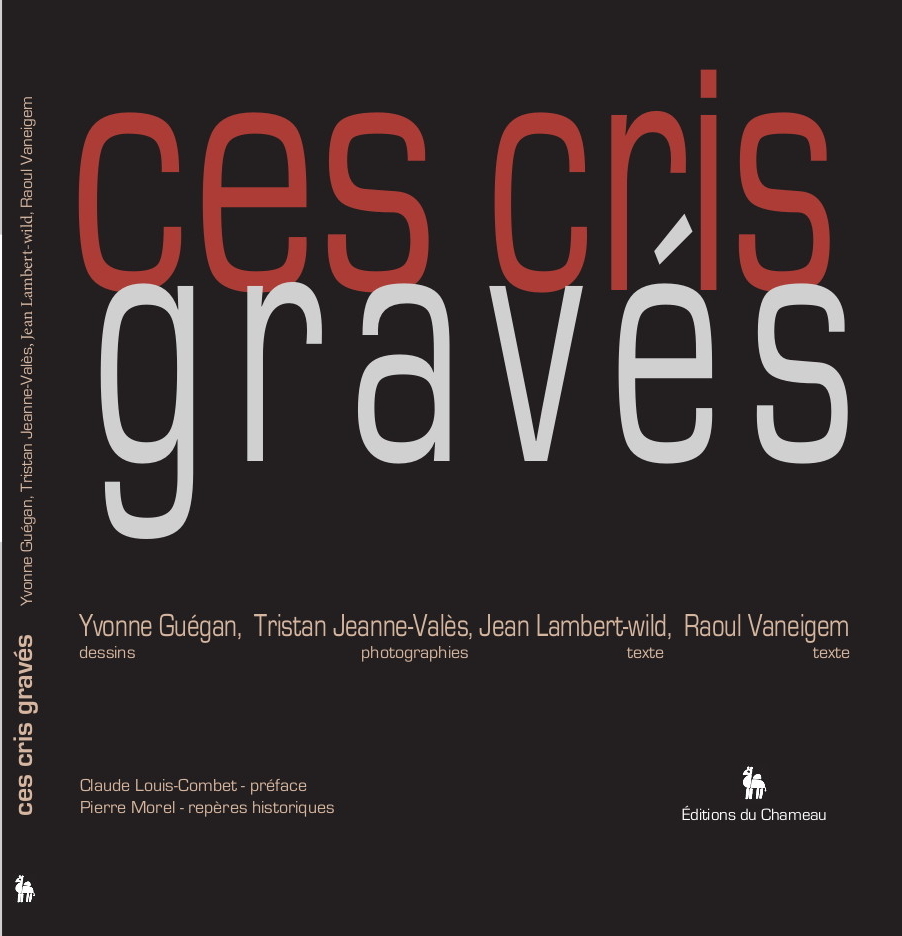 ces cris
gravés
Yvonne Guégan, Tristan Jeanne-Valès, Jean Lambert-wild, Raoul Vaneigem
dessins photographies texte texte
Claude Louis-Combet - préface
Pierre Morel - repères historiques
Éditions du Chameau
ces cris gravés Yvonne Guégan, Tristan Jeanne-Valès, Jean Lambert-wild, Raoul Vaneigem